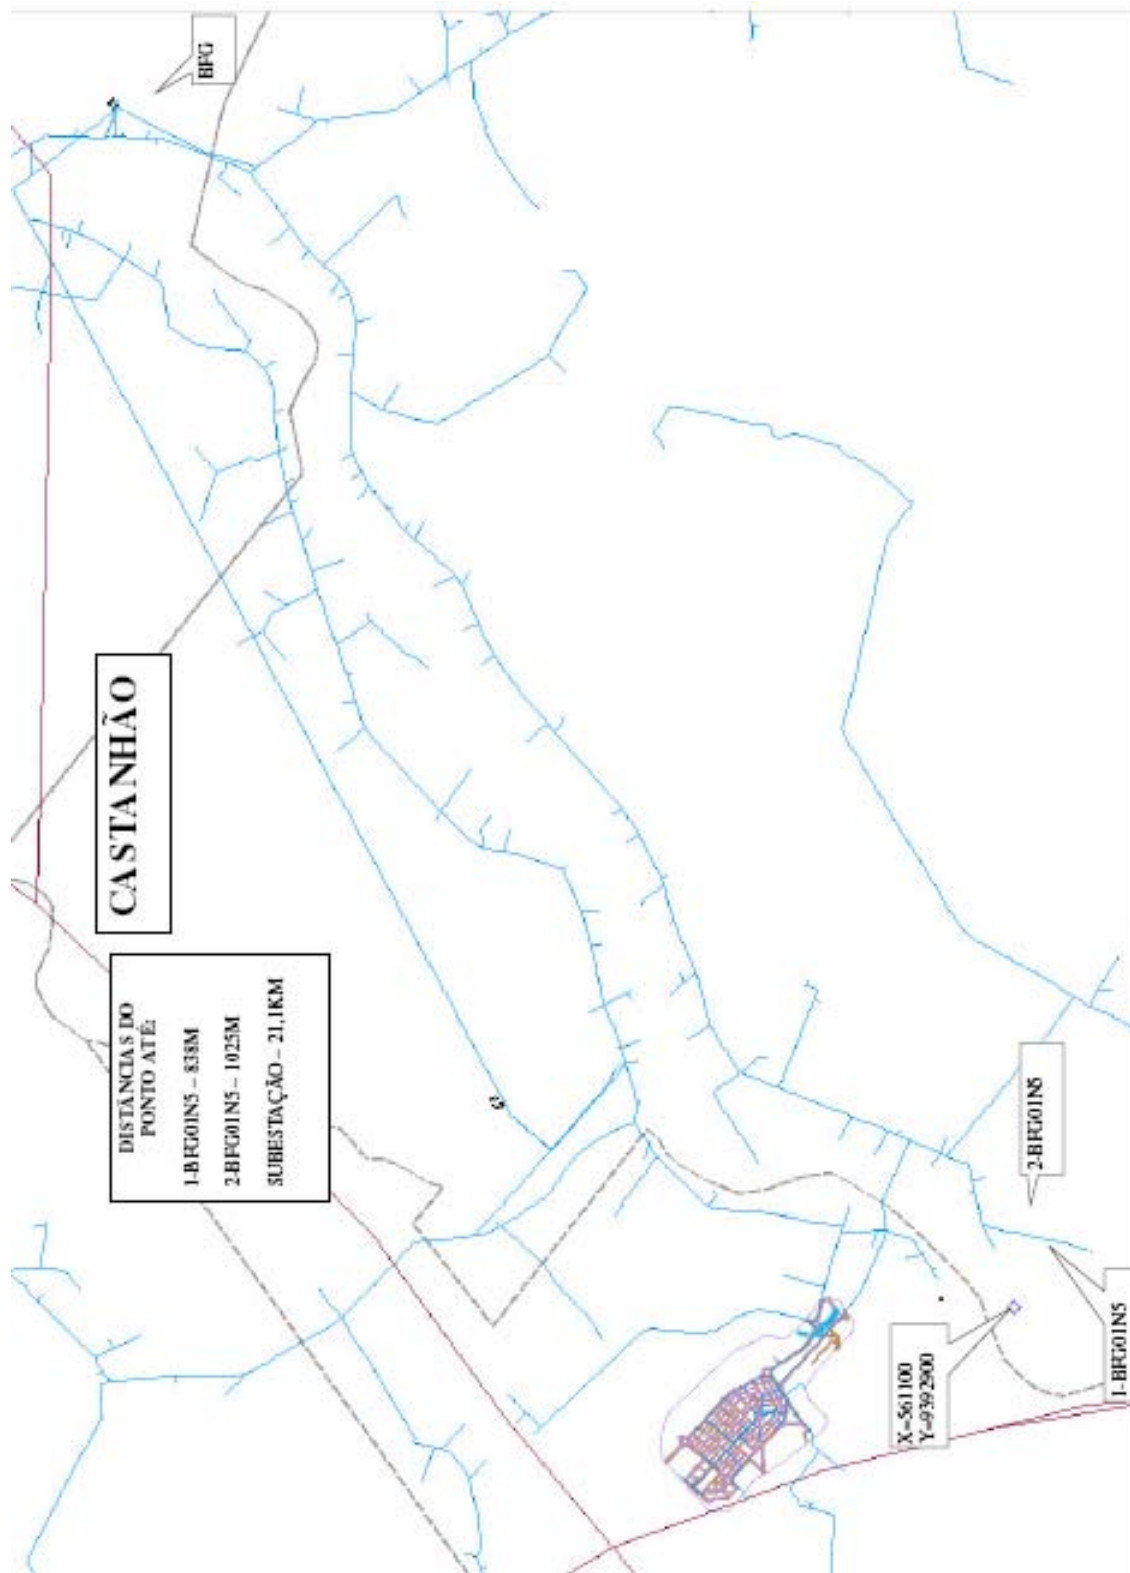 CASTANHÃO
DISTÂNCIAS DO
PONTO ATÉ:
1-BFG01N5 – 838M
2-BFG01N5 – 1025M
SUBESTAÇÃO – 21,1KM
BFG
2-BFG01N5
1-BFG01N5
X=561100
Y=9392900